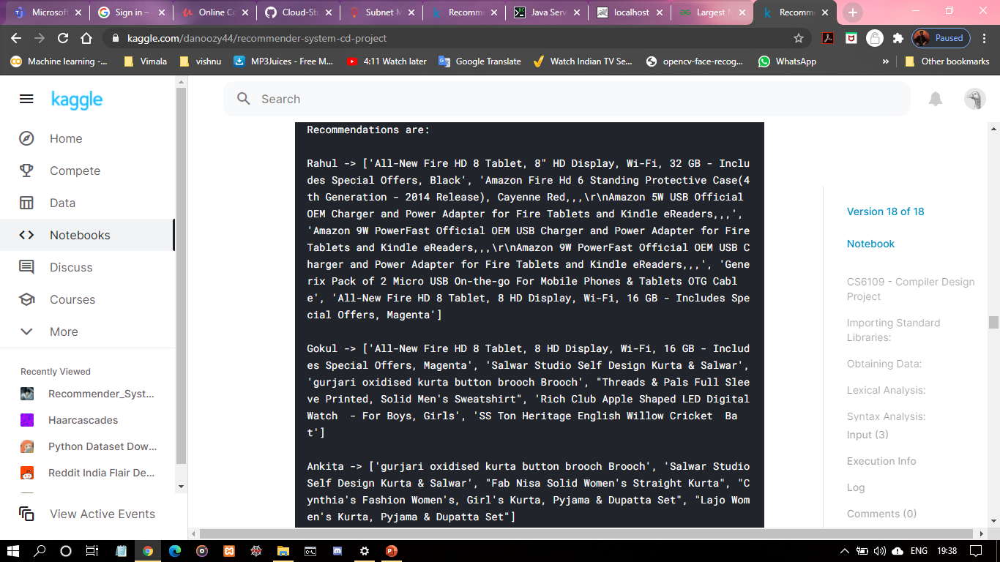 Microsoft
Sign in –
Online Co
Cloud-Str
Subnet M
Recomm
Java Serv
localhost
Largest
Recomme
kaggle.com/danoozy44/recommender-system-cd-project
Paused
Machine learning -...
Vimala
vishnu
MP3Juices - Free M...
4:11 Watch later
Google Translate
Watch Indian TV Se...
opencv-face-recog...
WhatsApp
»
Other bookmarks
kaggle
Search
Home
Compete
Data
Notebooks
Discuss
Courses
More
Recently Viewed
Recommender_Syst...
Haarcascades
Python Dataset Dow...
Reddit India Flair De...
View Active Events
Recommendations are:
Rahul -> ['All-New Fire HD 8 Tablet, 8" HD Display, Wi-Fi, 32 GB - Inclu
des Special Offers, Black', 'Amazon Fire Hd 6 Standing Protective Case(4
th Generation - 2014 Release), Cayenne Red,,,\r\nAmazon 5W USB Official
OEM Charger and Power Adapter for Fire Tablets and Kindle eReaders,,,',
'Amazon 9W PowerFast Official OEM USB Charger and Power Adapter for Fire
Tablets and Kindle eReaders,,,\r\nAmazon 9W PowerFast Official OEM USB C
harger and Power Adapter for Fire Tablets and Kindle eReaders,,,', 'Gene
rix Pack of 2 Micro USB On-the-go For Mobile Phones & Tablets OTG Cabl
e', 'All-New Fire HD 8 Tablet, 8 HD Display, Wi-Fi, 16 GB - Includes Spe
cial Offers, Magenta']
Gokul -> ['All-New Fire HD 8 Tablet, 8 HD Display, Wi-Fi, 16 GB - Includ
es Special Offers, Magenta', 'Salwar Studio Self Design Kurta & Salwar',
'gurjari oxidised kurta button brooch Brooch', "Threads & Pals Full Slee
ve Printed, Solid Men's Sweatshirt", 'Rich Club Apple Shaped LED Digital
Watch  - For Boys, Girls', 'SS Ton Heritage English Willow Cricket  Ba
t']
Ankita -> ['gurjari oxidised kurta button brooch Brooch', 'Salwar Studio
Self Design Kurta & Salwar', "Fab Nisa Solid Women's Straight Kurta", "C
ynthia's Fashion Women's, Girl's Kurta, Pyjama & Dupatta Set", "Lajo Wom
en's Kurta, Pyjama & Dupatta Set"]
Version 18 of 18
Notebook
CS6109 - Compiler Design
Project
Importing Standard
Libraries:
Obtaining Data:
Lexical Analysis:
Syntax Analysis:
Input (3)
Execution Info
Log
Comments (0)
ENG
19:38